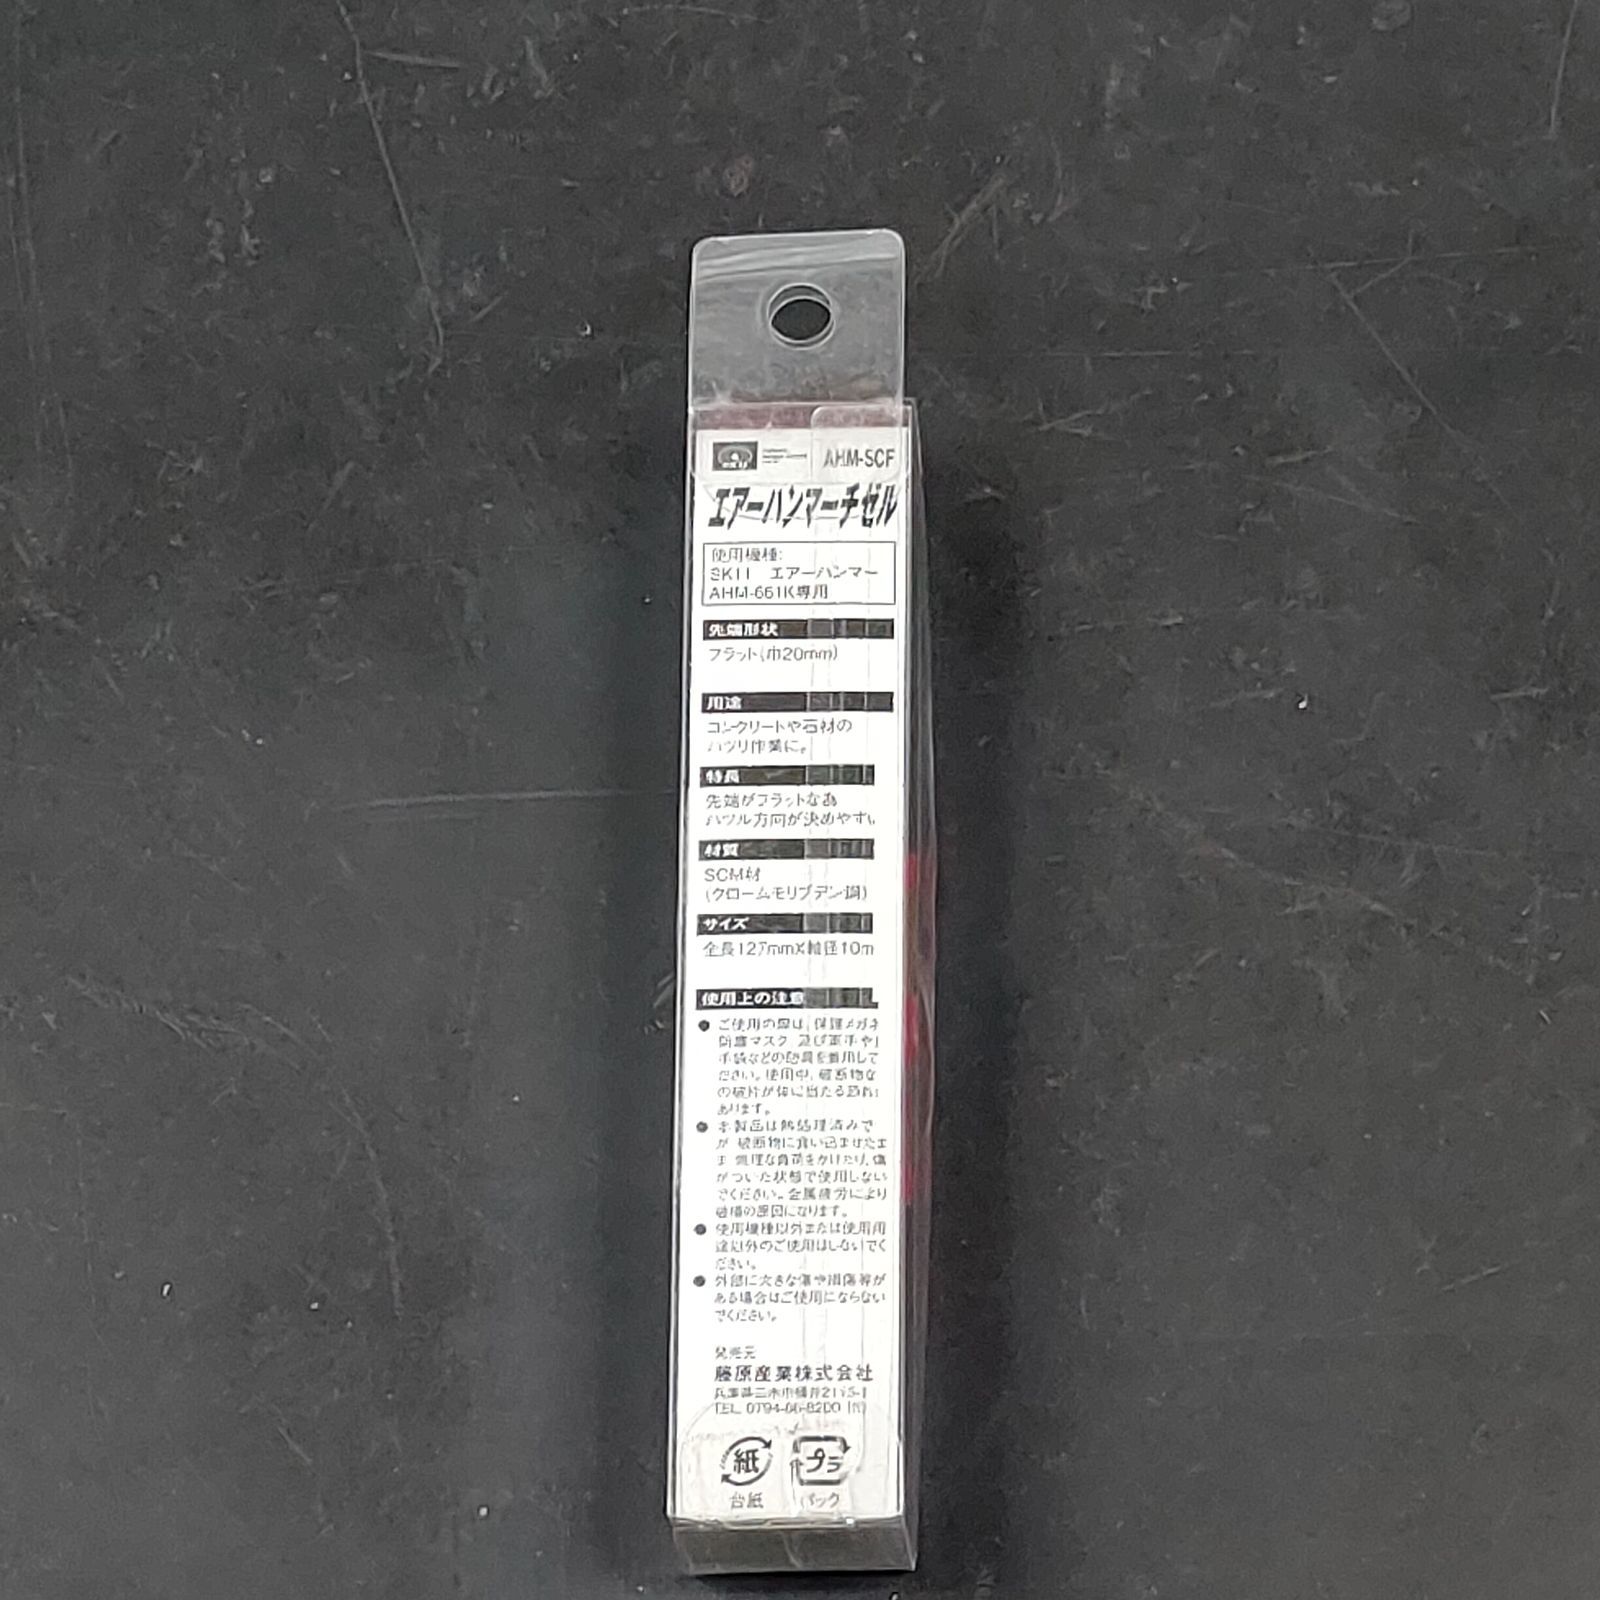 AHM-SCF
エアーハンマーチゼル
使用機種:
SK11 エアーハンマー
AHM-661K専用
先端形状
フラット(巾20mm)
用途
コンクリートや石材の
ハツリ作業に。
特長
先端がフラットな為
ハツル方向が決めやすい
材質
SCM材
(クロームモリブデン鋼)
サイズ
全長127mm×軸径10m
使用上の注意
● ご使用の際は、保護メガネ
防塵マスク 及び軍手や
手袋などの防具を着用して
ださい。使用中、破断物な
の破片が体に当たる恐れ
あります。
● 本製品は熱処理済みで
が 破断物に食い込ませたま
ま 無理な負荷をかけたり、傷
がついた状態で使用しない
でください。金属疲労により
破損の原因になります。
● 使用機種以外または使用用
途以外のご使用はしないでく
ださい。
● 外部に大きな傷や損傷等が
ある場合はご使用にならない
でください。
発売元
藤原産業株式会社
兵庫県三木市
TEL. 0794-86-8200
紙 プラ
台紙 パック